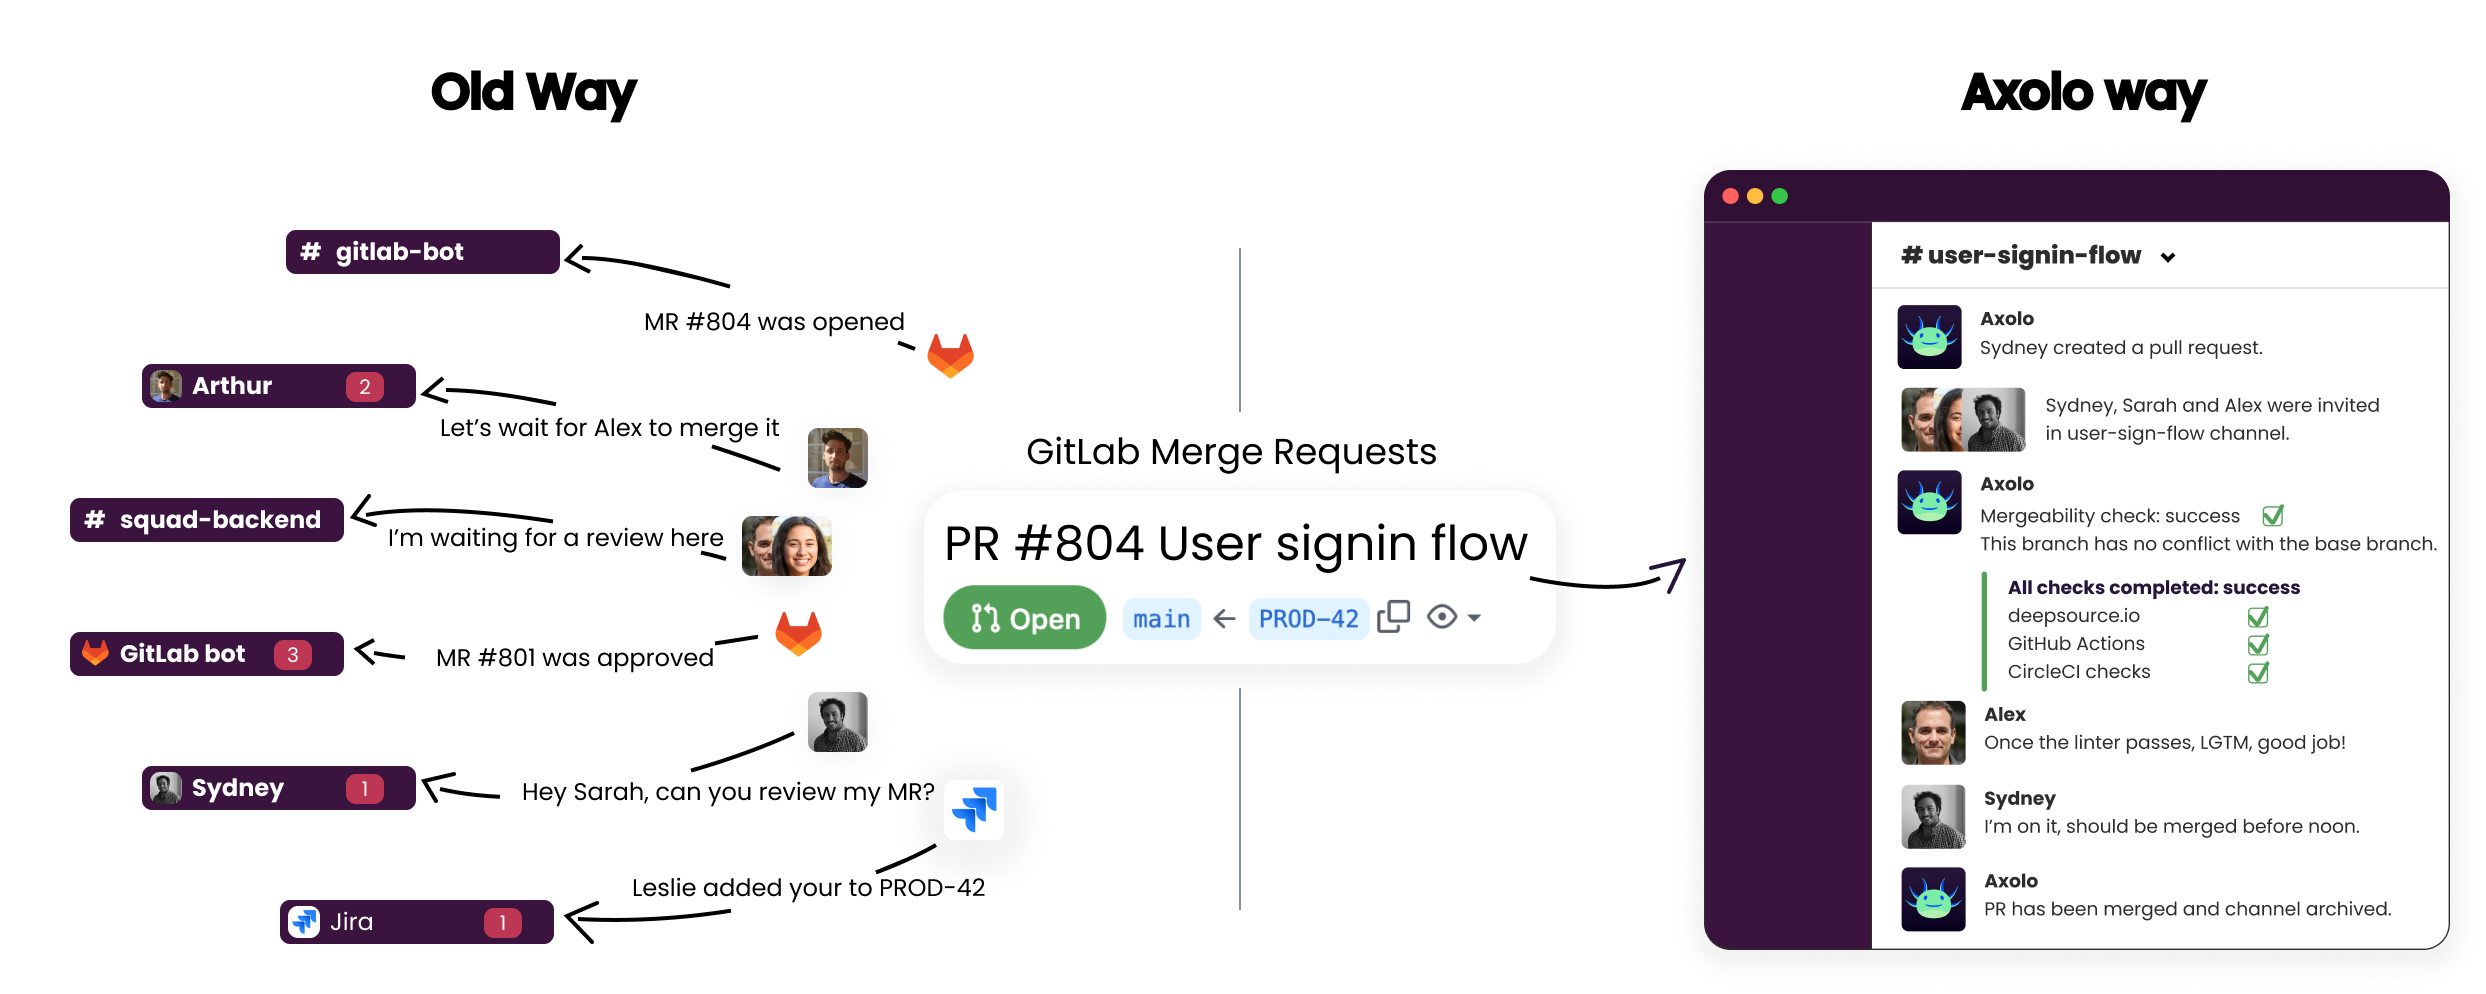 Old Way
# gitlab-bot
MR #804 was opened
Arthur 2
Let's wait for Alex to merge it
# squad-backend
I'm waiting for a review here
GitLab bot 3
MR #801 was approved
Sydney 1
Hey Sarah, can you review my MR?
Leslie added your to PROD-42
Jira 1
GitLab Merge Requests
PR #804 User signin flow
Open main ← PROD-42
Axolo way
# user-signin-flow
Axolo
Sydney created a pull request.
Sydney, Sarah and Alex were invited
in user-sign-flow channel.
Axolo
Mergeability check: success
This branch has no conflict with the base branch.
All checks completed: success
deepsource.io
GitHub Actions
CircleCI checks
Alex
Once the linter passes, LGTM, good job!
Sydney
I'm on it, should be merged before noon.
Axolo
PR has been merged and channel archived.